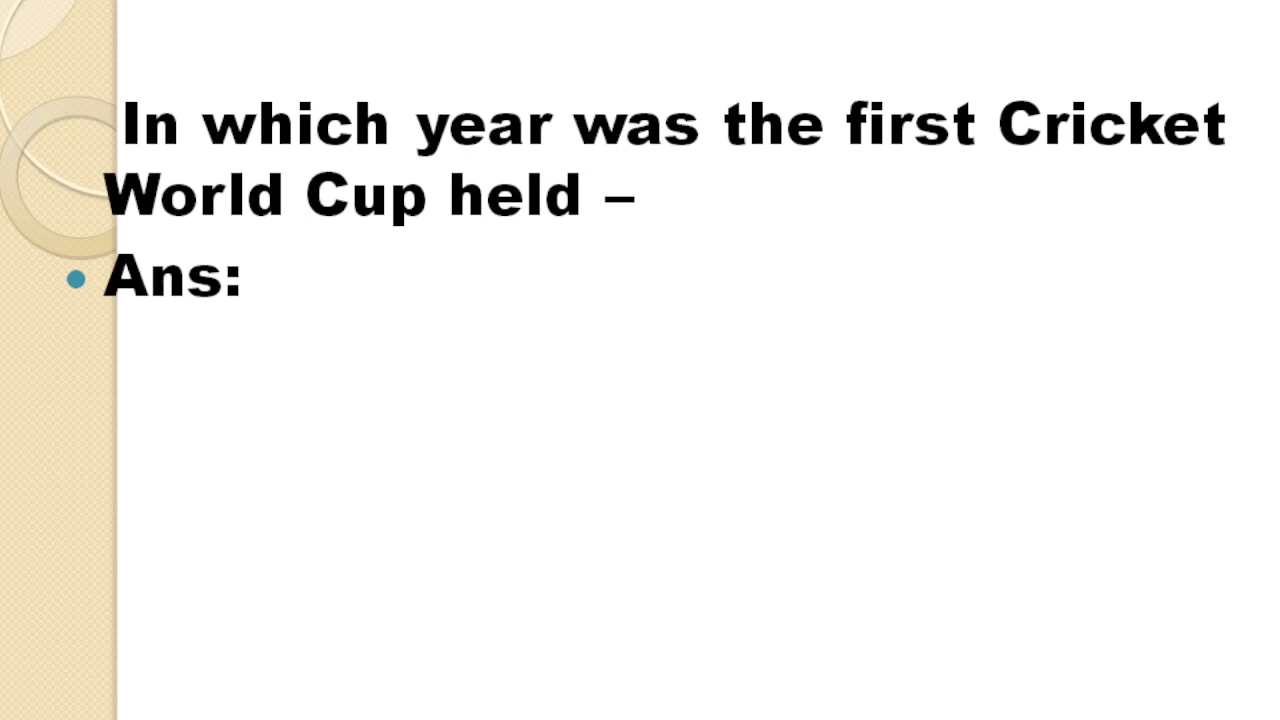 In which year was the first Cricket
World Cup held –
• Ans: